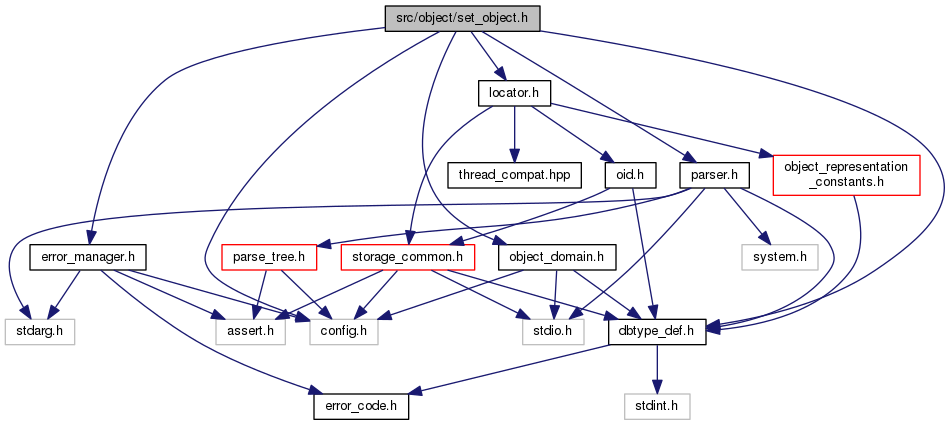 src/object/set_object.h
locator.h
thread_compat.hpp
oid.h
parser.h
object_representation
_constants.h
error_manager.h
parse_tree.h
storage_common.h
object_domain.h
system.h
stdarg.h
assert.h
config.h
stdio.h
dbtype_def.h
error_code.h
stdint.h